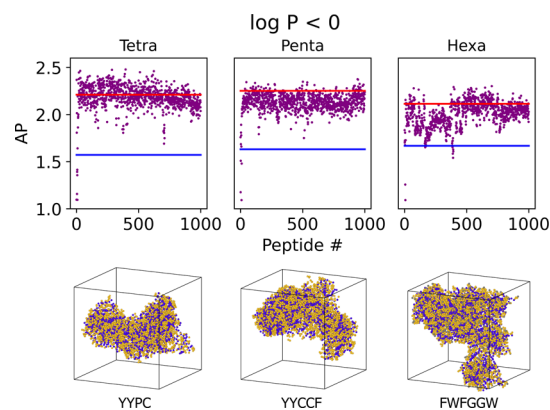 log P < 0
Tetra Penta Hexa
AP
2.5
2.0
1.5
1.0
0 500 1000 0 500 1000 0 500 1000
Peptide #
YYPC YYCCF FWFGGW